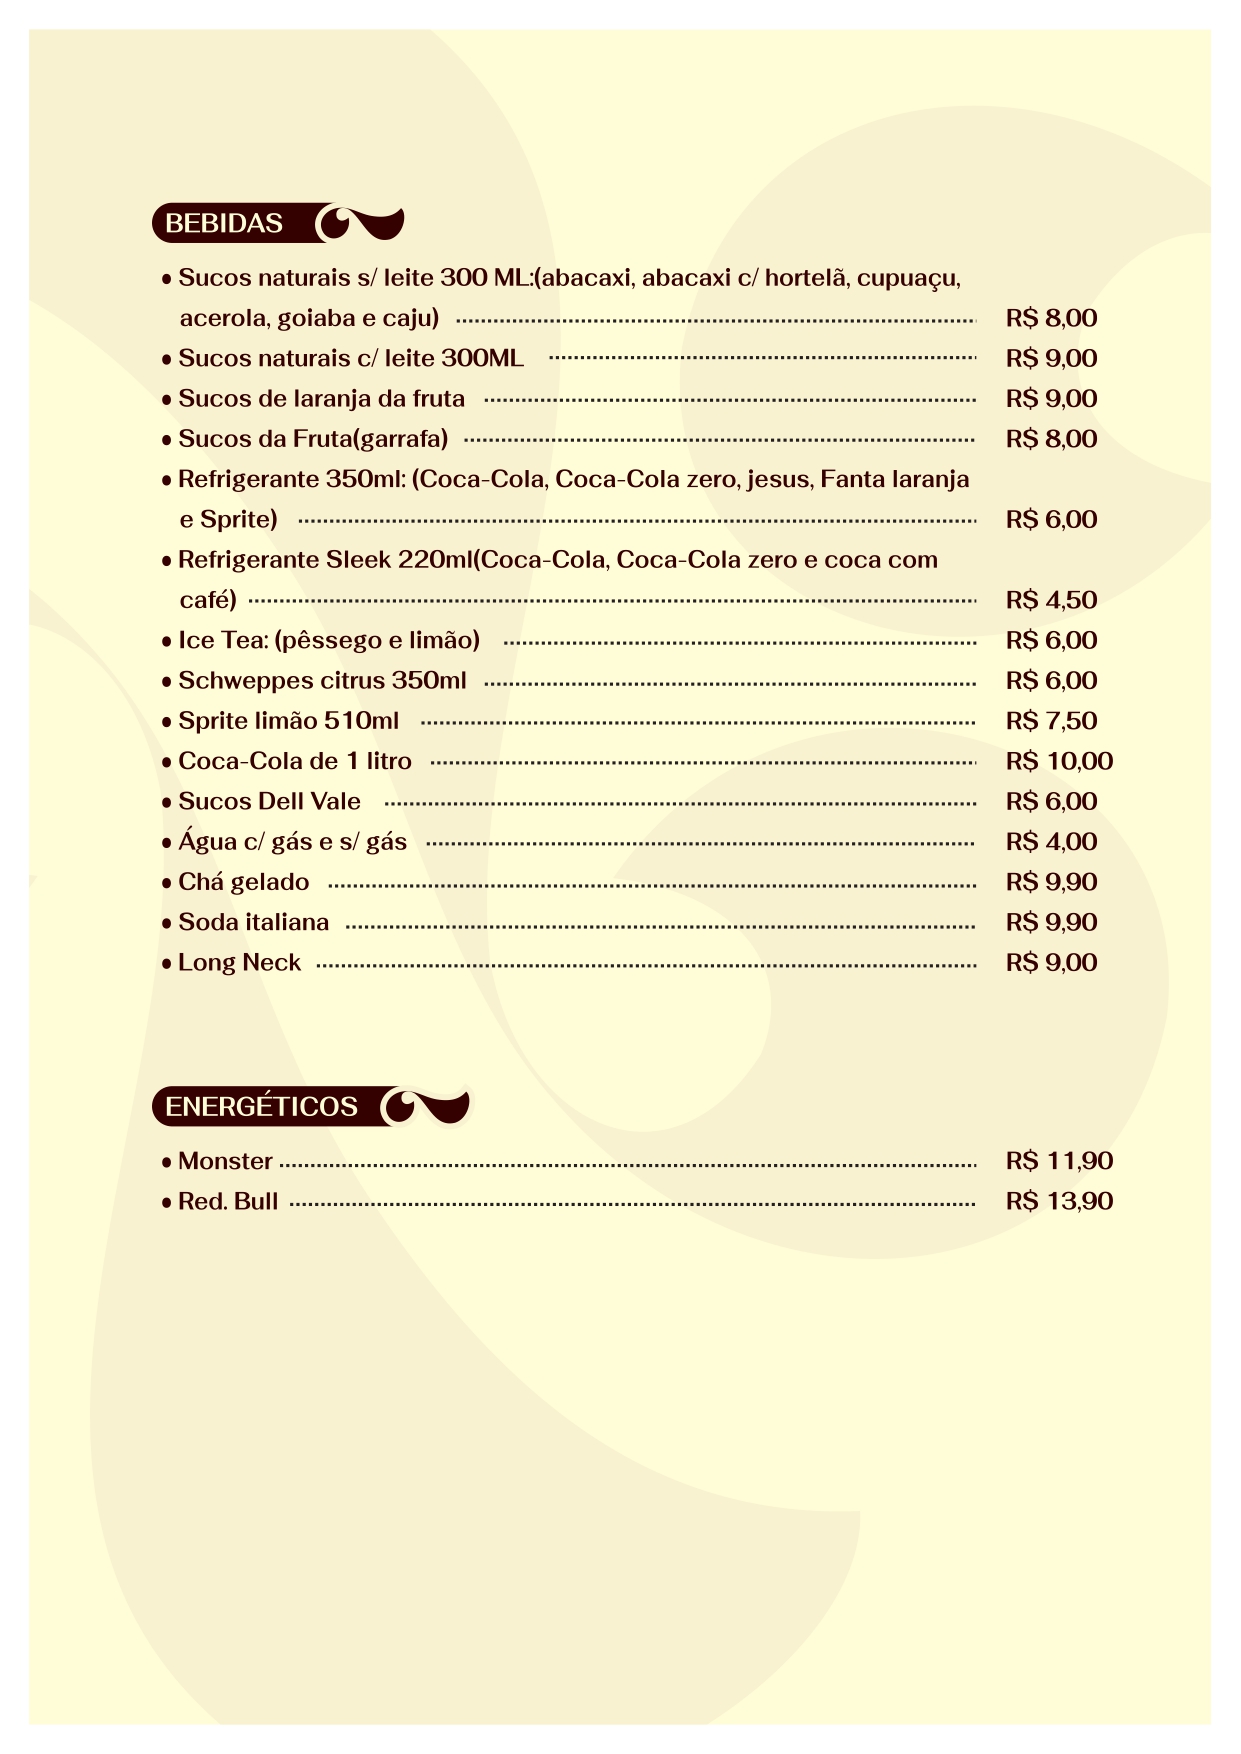 BEBIDAS
• Sucos naturais s/ leite 300 ML:(abacaxi, abacaxi c/ hortelã, cupuaçu,
acerola, goiaba e caju) R$ 8,00
• Sucos naturais c/ leite 300ML R$ 9,00
• Sucos de laranja da fruta R$ 9,00
• Sucos da Fruta(garrafa) R$ 8,00
• Refrigerante 350ml: (Coca-Cola, Coca-Cola zero, jesus, Fanta laranja
e Sprite) R$ 6,00
• Refrigerante Sleek 220ml(Coca-Cola, Coca-Cola zero e coca com
café) R$ 4,50
• Ice Tea: (pêssego e limão) R$ 6,00
• Schweppes citrus 350ml R$ 6,00
• Sprite limão 510ml R$ 7,50
• Coca-Cola de 1 litro R$ 10,00
• Sucos Dell Vale R$ 6,00
• Água c/ gás e s/ gás R$ 4,00
• Chá gelado R$ 9,90
• Soda italiana R$ 9,90
• Long Neck R$ 9,00
ENERGÉTICOS
• Monster R$ 11,90
• Red. Bull R$ 13,90